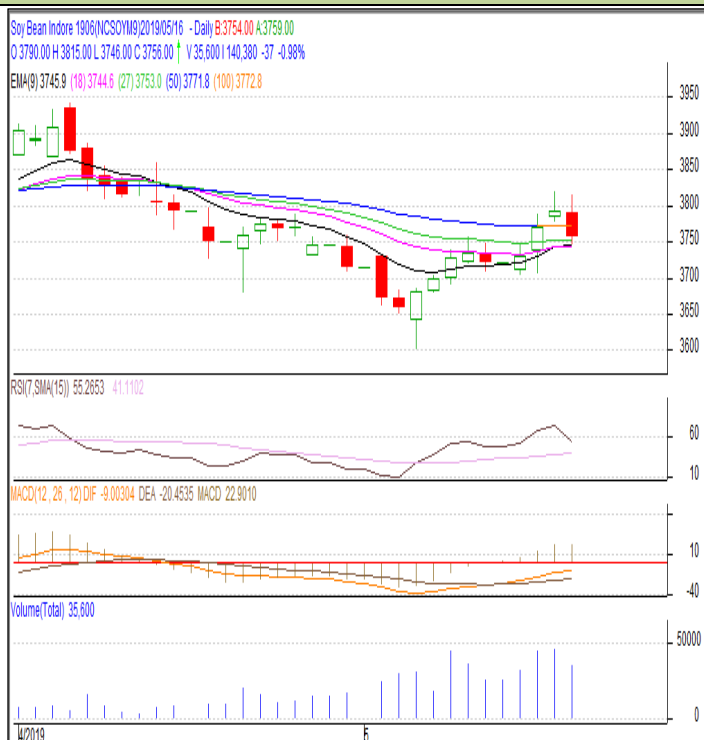 Soy Bean Indore 1906(NCSOYM9)2019/05/16 - Daily B:3754.00 A:3759.00
O 3790.00 H 3815.00 L 3746.00 C 3756.00 ↑ V 35,600 I 140,380 -37 -0.98%
EMA(9) 3745.9 (18) 3744.6 (27) 3753.0 (50) 3771.8 (100) 3772.8
3950
3900
3850
3800
3750
3700
3650
3600
RSI(7,SMA(15)) 55.2653 41.1102
60
10
MACD(12 , 26 , 12) DIF -9.00304 DEA -20.4535 MACD 22.9010
10
-40
Volume(Total) 35,600
50000
0
4/2019 5